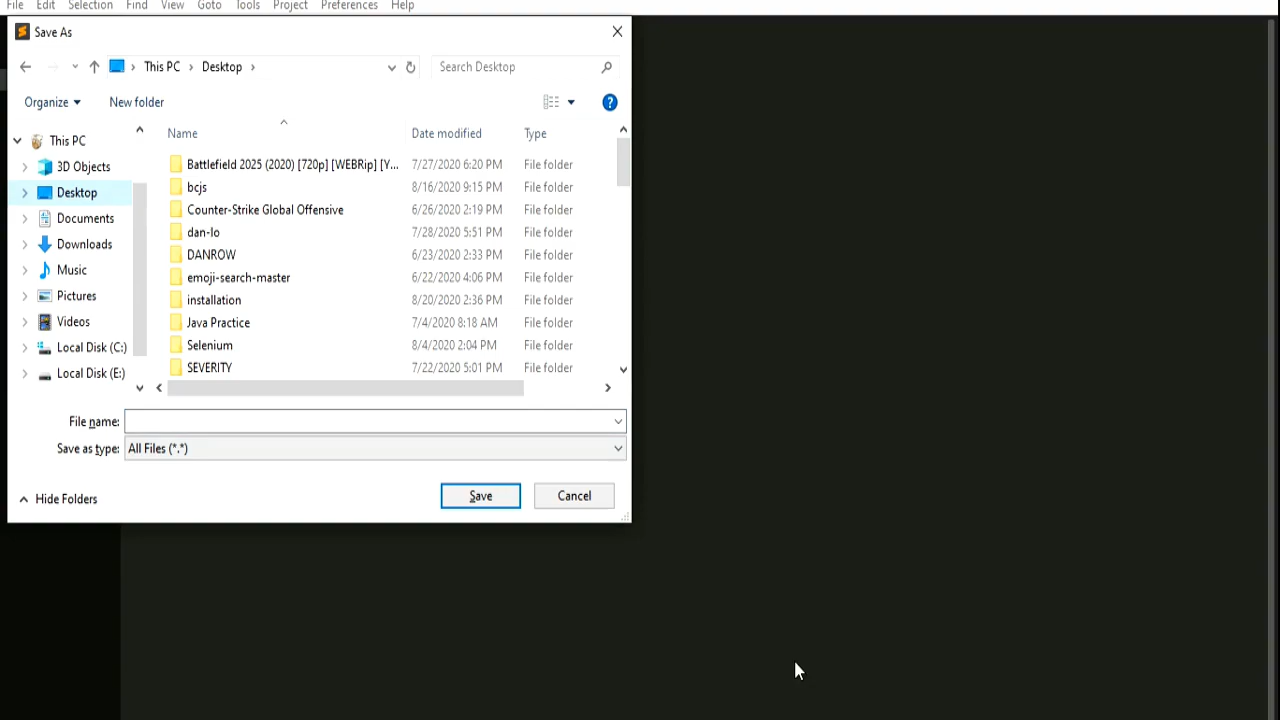 File Edit Selection Find View Goto Tools Project Preferences Help
Save As
This PC Desktop
Search Desktop
Organize New folder
Name Date modified Type
This PC
3D Objects
Desktop
Documents
Downloads
Music
Pictures
Videos
Local Disk (C:)
Local Disk (E:)
Battlefield 2025 (2020) [720p] [WEBRip] [Y... 7/27/2020 6:20 PM File folder
bcjs 8/16/2020 9:15 PM File folder
Counter-Strike Global Offensive 6/26/2020 2:19 PM File folder
dan-lo 7/28/2020 5:51 PM File folder
DANROW 6/23/2020 2:33 PM File folder
emoji-search-master 6/22/2020 4:06 PM File folder
installation 8/20/2020 2:36 PM File folder
Java Practice 7/4/2020 8:18 AM File folder
Selenium 8/4/2020 2:04 PM File folder
SEVERITY 7/22/2020 5:01 PM File folder
File name:
Save as type: All Files (*.*)
Hide Folders
Save Cancel